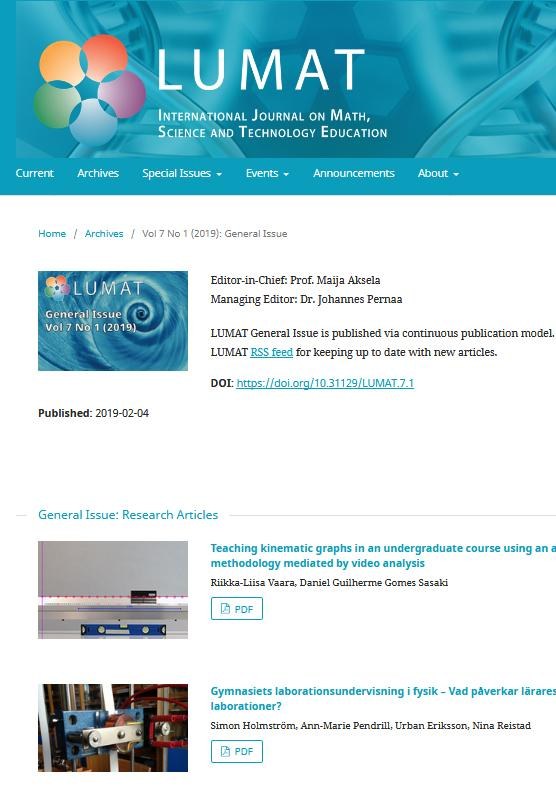 LUMAT
International Journal on Math,
Science and Technology Education
Current Archives Special Issues Events Announcements About
Home / Archives / Vol 7 No 1 (2019): General Issue
LUMAT
General Issue
Vol 7 No 1 (2019)
Editor-in-Chief: Prof. Maija Aksela
Managing Editor: Dr. Johannes Pernaa
LUMAT General Issue is published via continuous publication model.
LUMAT RSS feed for keeping up to date with new articles.
DOI: https://doi.org/10.31129/LUMAT.7.1
Published: 2019-02-04
General Issue: Research Articles
Teaching kinematic graphs in an undergraduate course using an a
methodology mediated by video analysis
Riikka-Liisa Vaara, Daniel Guilherme Gomes Sasaki
PDF
Gymnasiets laborationsundervisning i fysik – Vad påverkar lärares
laborationer?
Simon Holmström, Ann-Marie Pendrill, Urban Eriksson, Nina Reistad
PDF